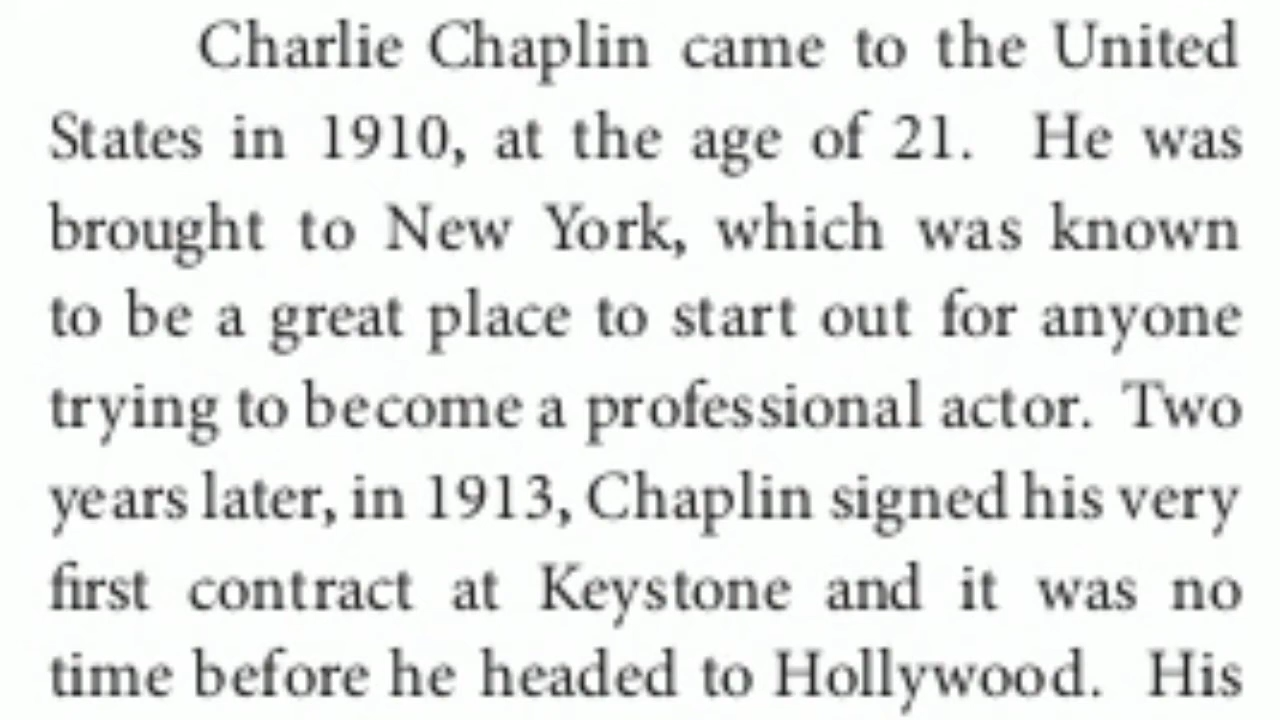 Charlie Chaplin came to the United
States in 1910, at the age of 21. He was
brought to New York, which was known
to be a great place to start out for anyone
trying to become a professional actor. Two
years later, in 1913, Chaplin signed his very
first contract at Keystone and it was no
time before he headed to Hollywood. His